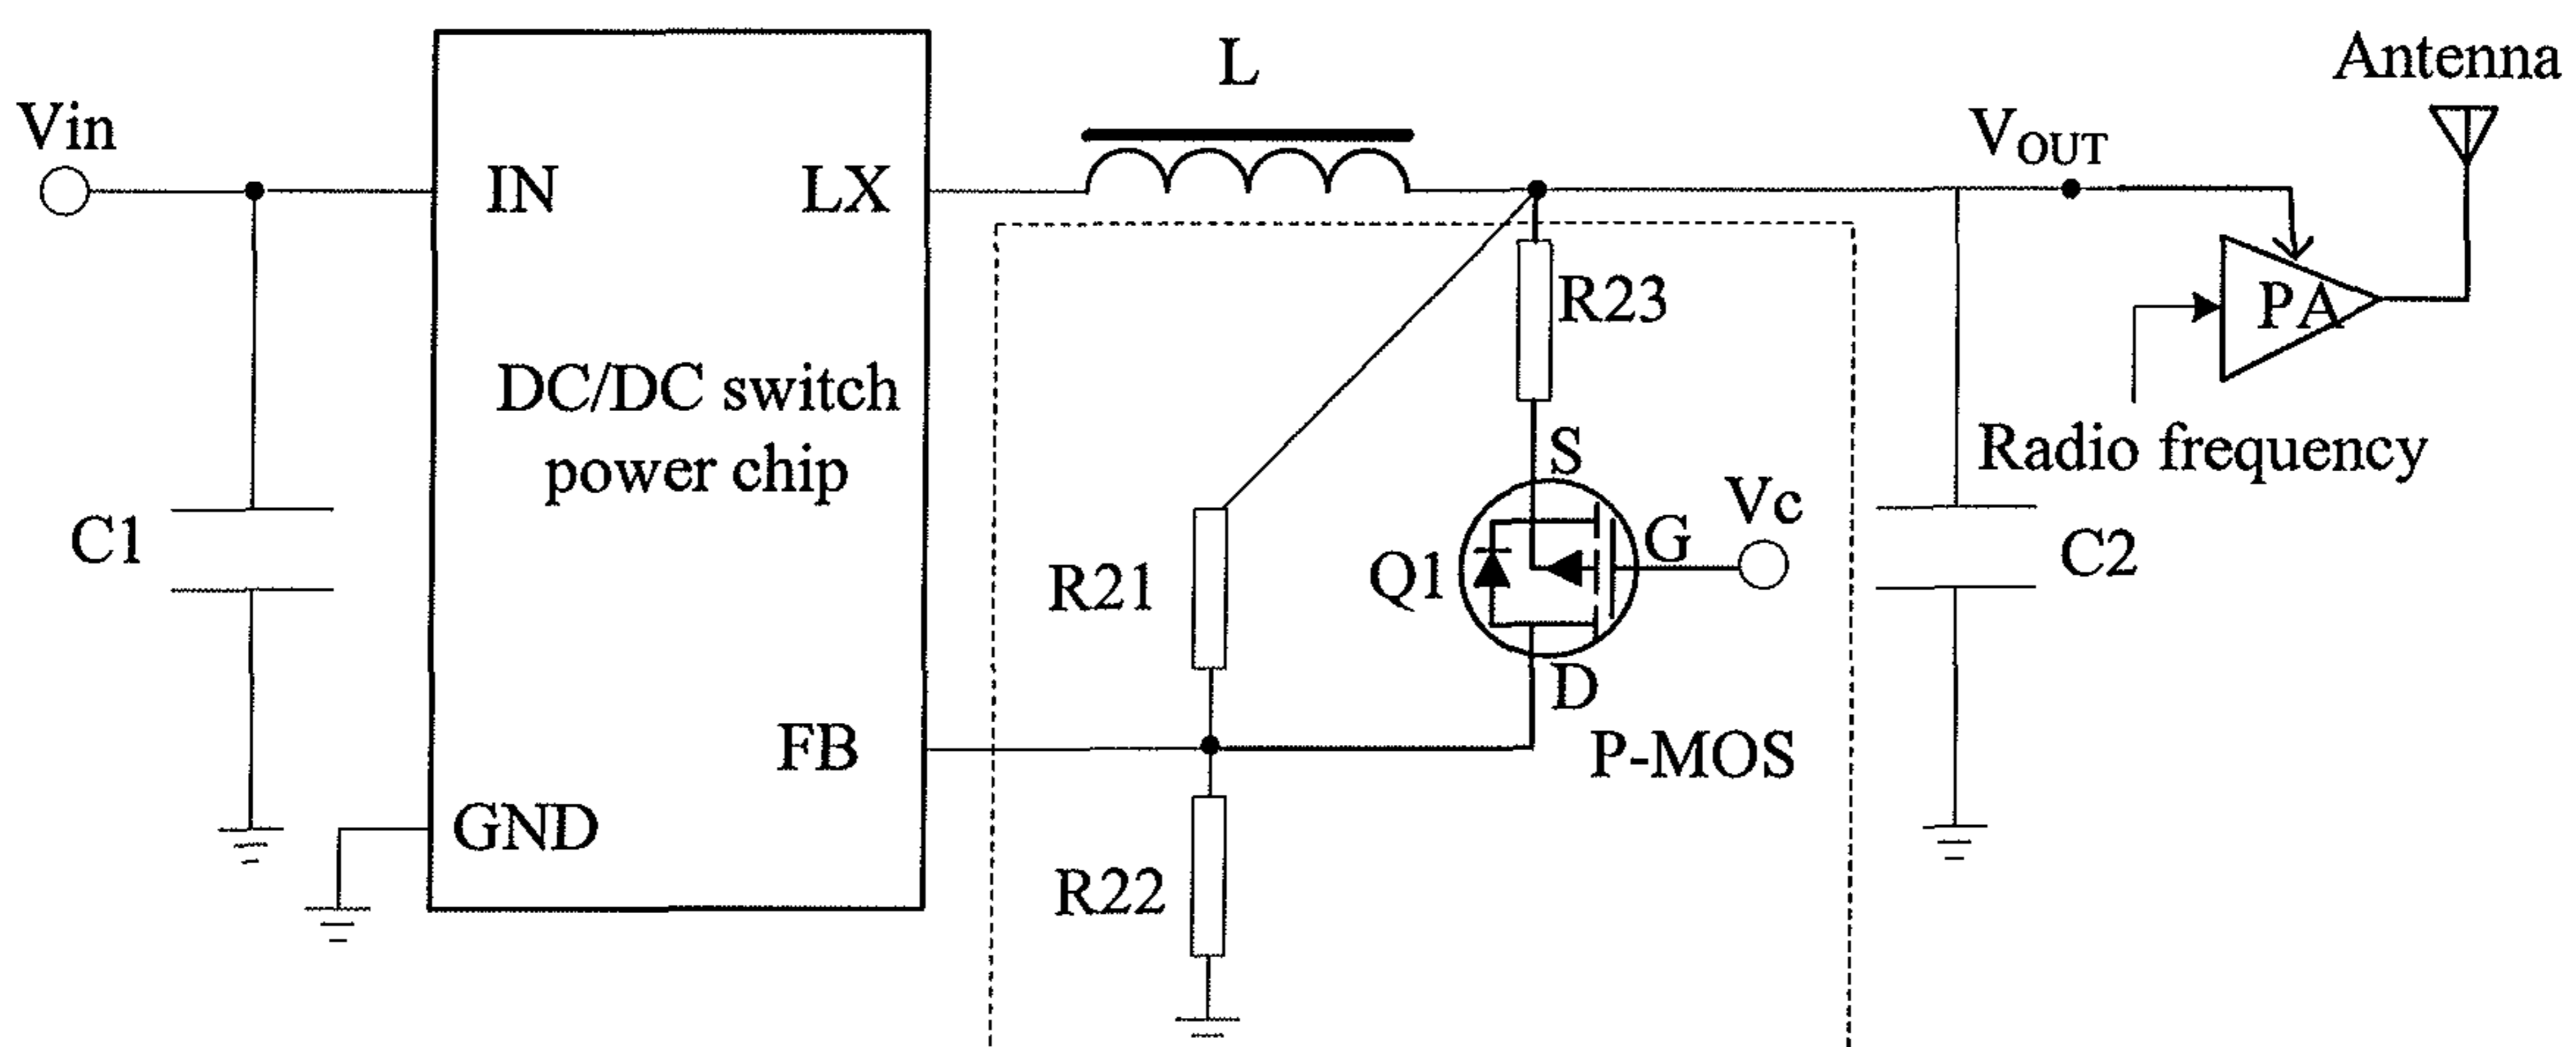 Antenna
L
Vin
VOUT
IN
LX
R23
PA
DC/DC switch
power chip
Radio frequency
S
Vc
C1
G
C2
R21
Q1
D
FB
P-MOS
GND
R22